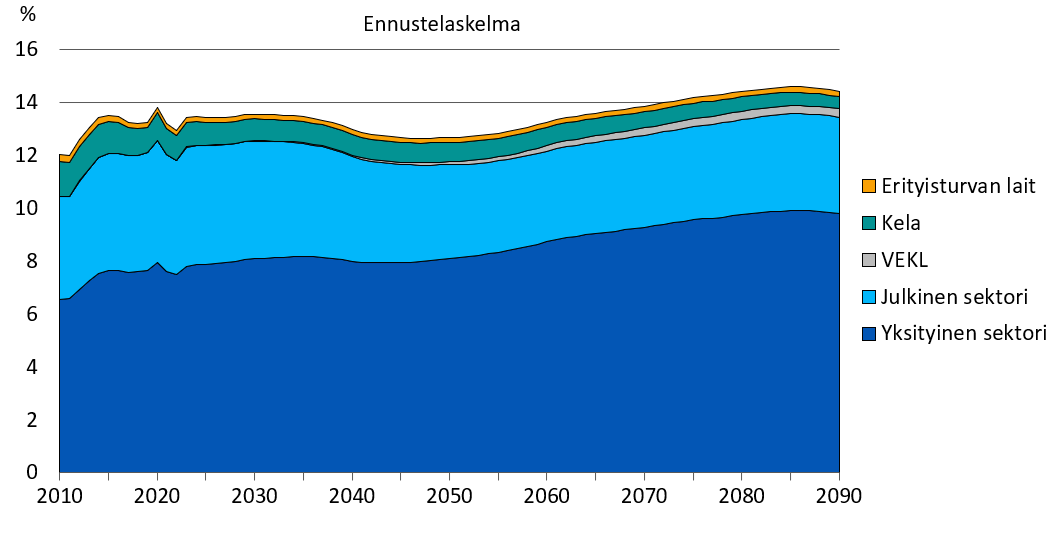 %
Ennustelaskelma
16
14
12
10
8
6
4
2
0
2010 2020 2030 2040 2050 2060 2070 2080 2090
Erityisturvan lait
Kela
VEKL
Julkinen sektori
Yksityinen sektori